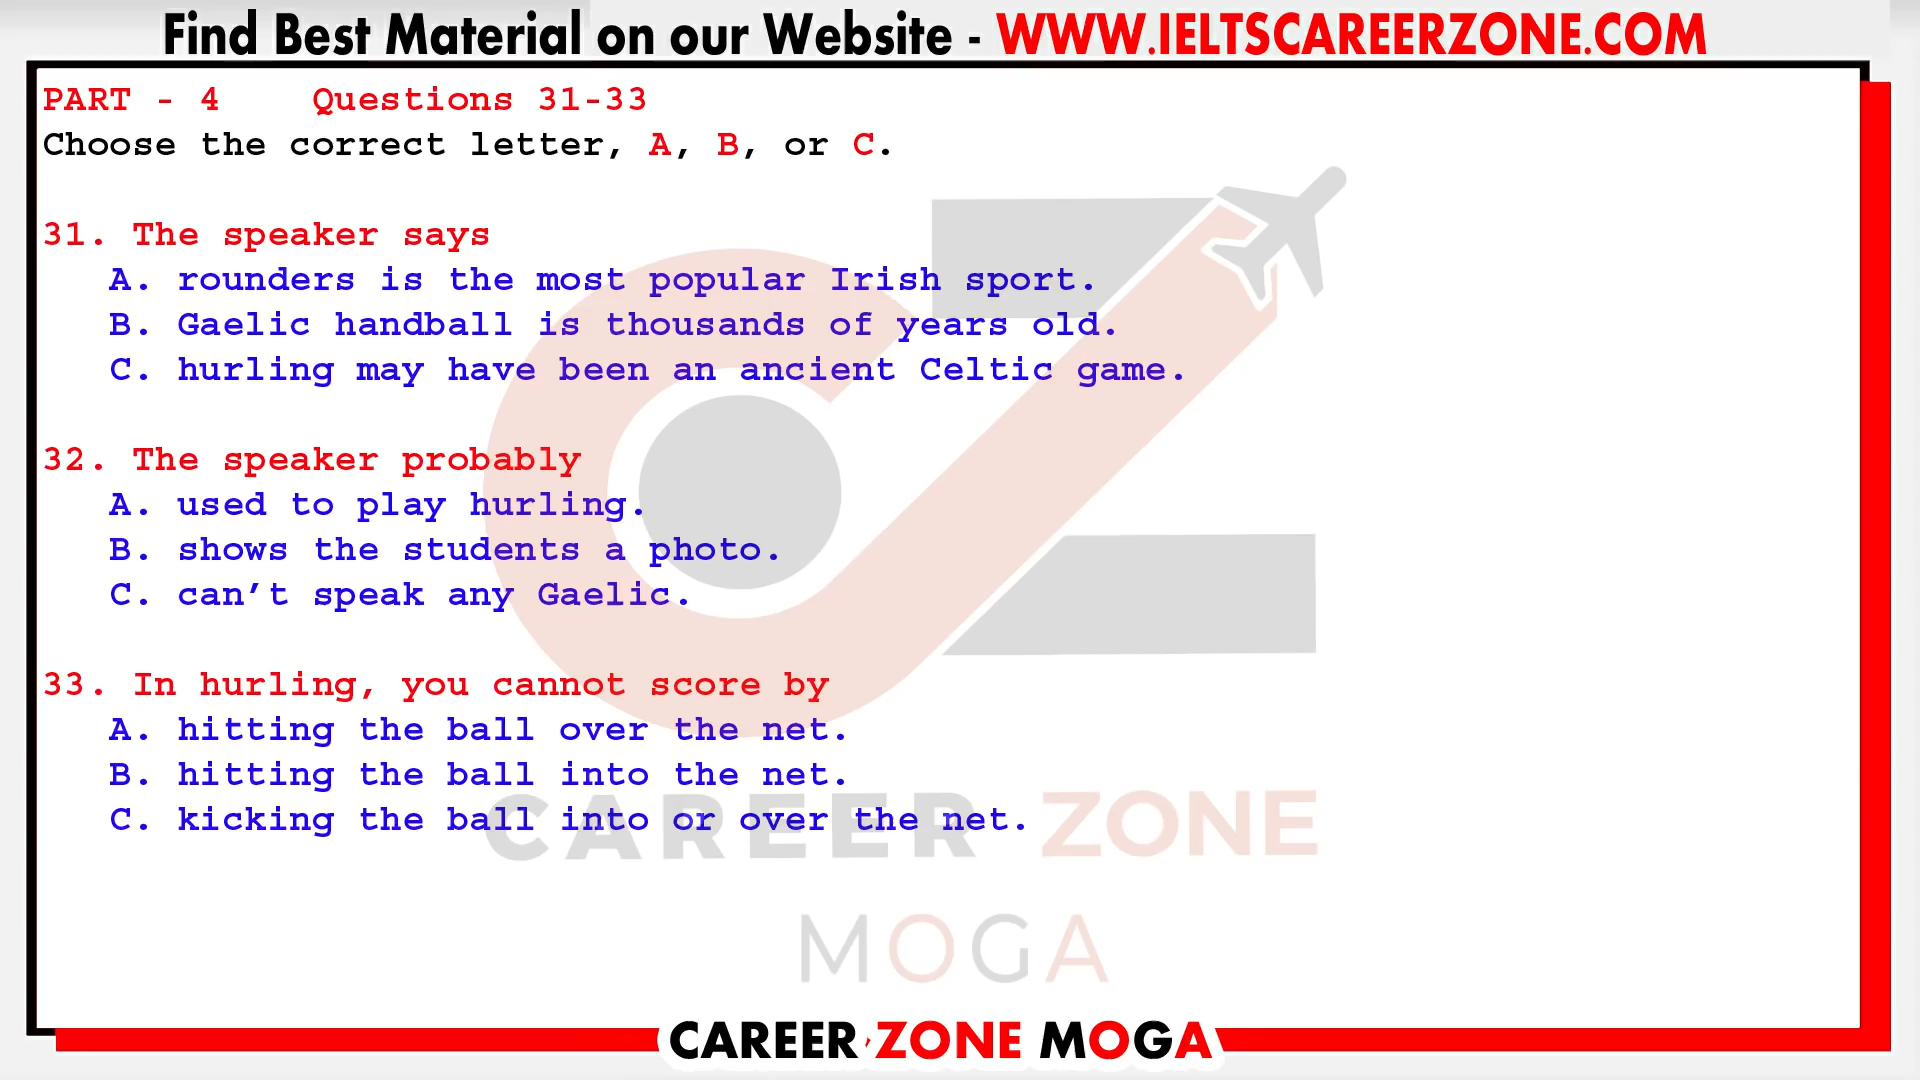 Find Best Material on our Website - WWW.IELTSCAREERZONE.COM
PART - 4    Questions 31-33
Choose the correct letter, A, B, or C.
31. The speaker says
A. rounders is the most popular Irish sport.
B. Gaelic handball is thousands of years old.
C. hurling may have been an ancient Celtic game.
32. The speaker probably
A. used to play hurling.
B. shows the students a photo.
C. can’t speak any Gaelic.
33. In hurling, you cannot score by
A. hitting the ball over the net.
B. hitting the ball into the net.
C. kicking the ball into or over the net.
CAREER ZONE
MOGA
CAREER ZONE MOGA